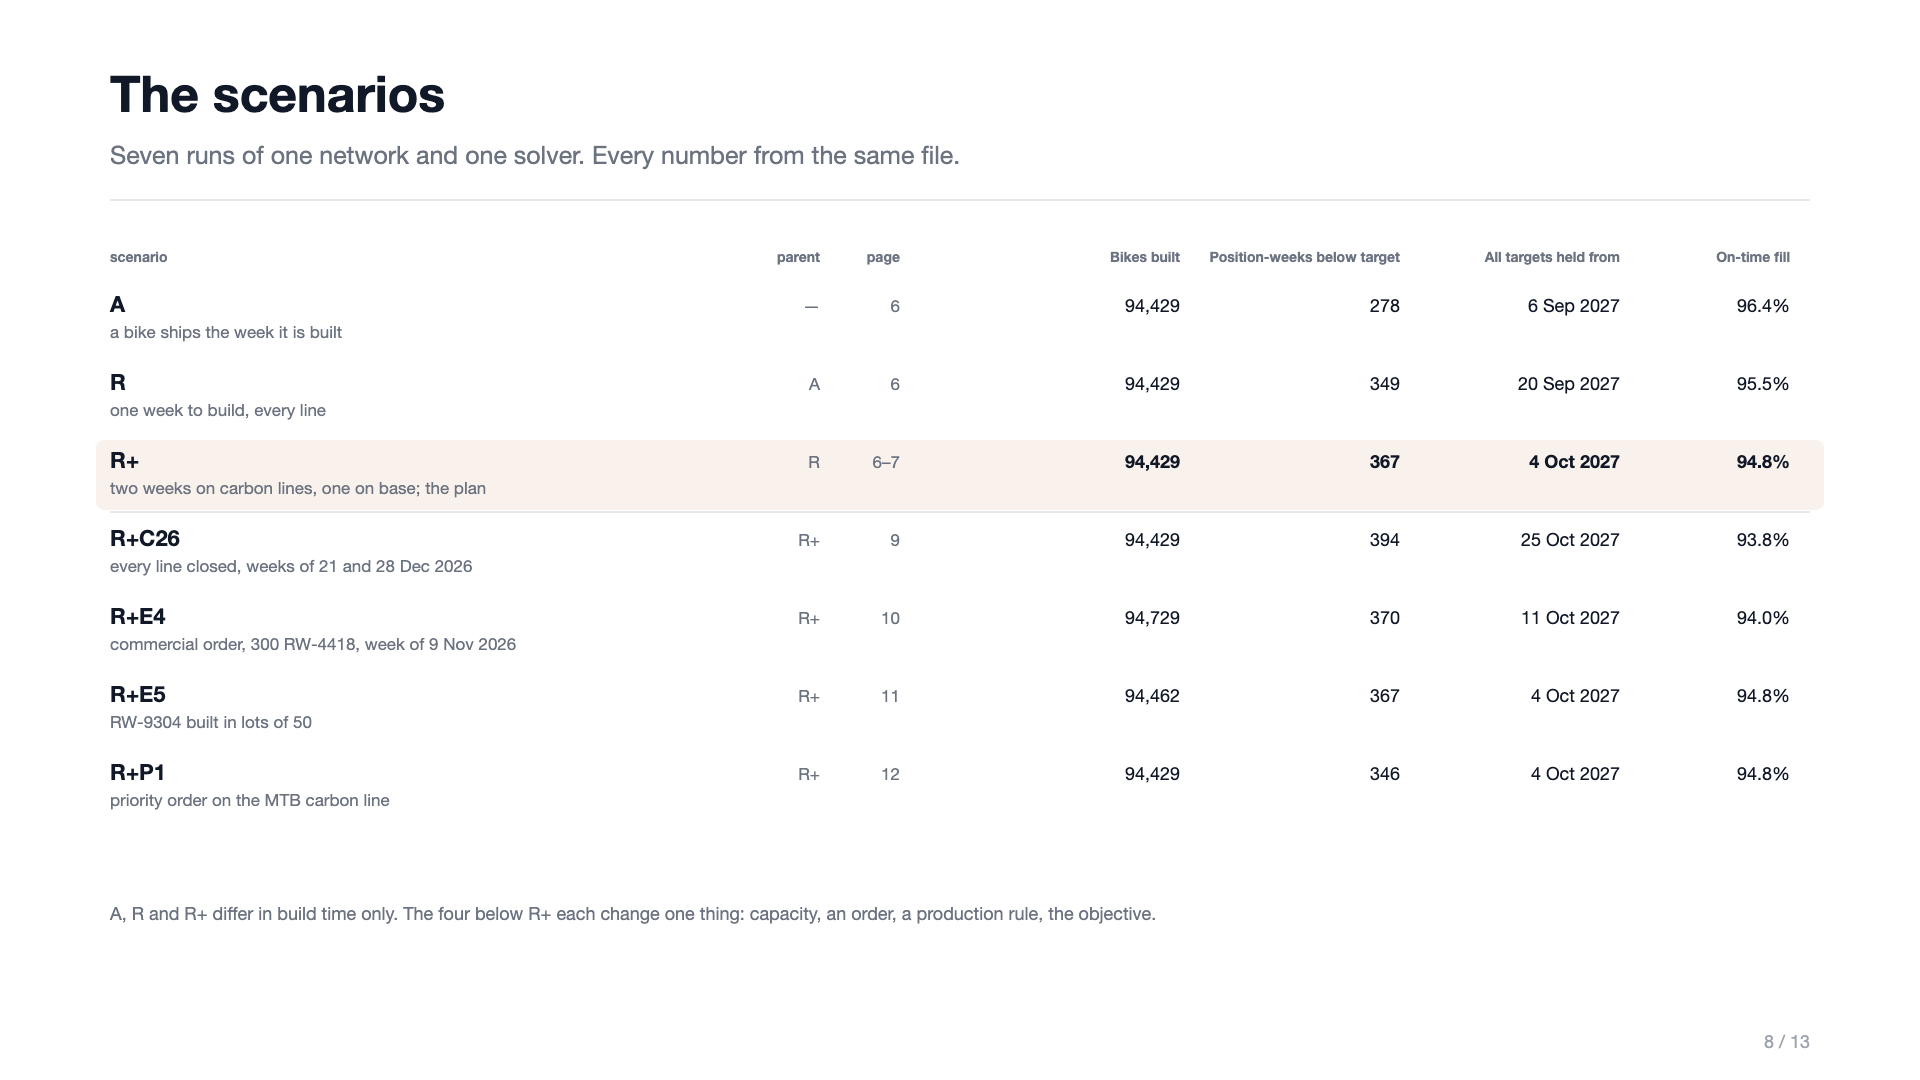 The scenarios
Seven runs of one network and one solver. Every number from the same file.
scenario parent page Bikes built Position-weeks below target All targets held from On-time fill
A — 6 94,429 278 6 Sep 2027 96.4%
a bike ships the week it is built
R A 6 94,429 349 20 Sep 2027 95.5%
one week to build, every line
R+ R 6–7 94,429 367 4 Oct 2027 94.8%
two weeks on carbon lines, one on base; the plan
R+C26 R+ 9 94,429 394 25 Oct 2027 93.8%
every line closed, weeks of 21 and 28 Dec 2026
R+E4 R+ 10 94,729 370 11 Oct 2027 94.0%
commercial order, 300 RW-4418, week of 9 Nov 2026
R+E5 R+ 11 94,462 367 4 Oct 2027 94.8%
RW-9304 built in lots of 50
R+P1 R+ 12 94,429 346 4 Oct 2027 94.8%
priority order on the MTB carbon line
A, R and R+ differ in build time only. The four below R+ each change one thing: capacity, an order, a production rule, the objective.
8 / 13